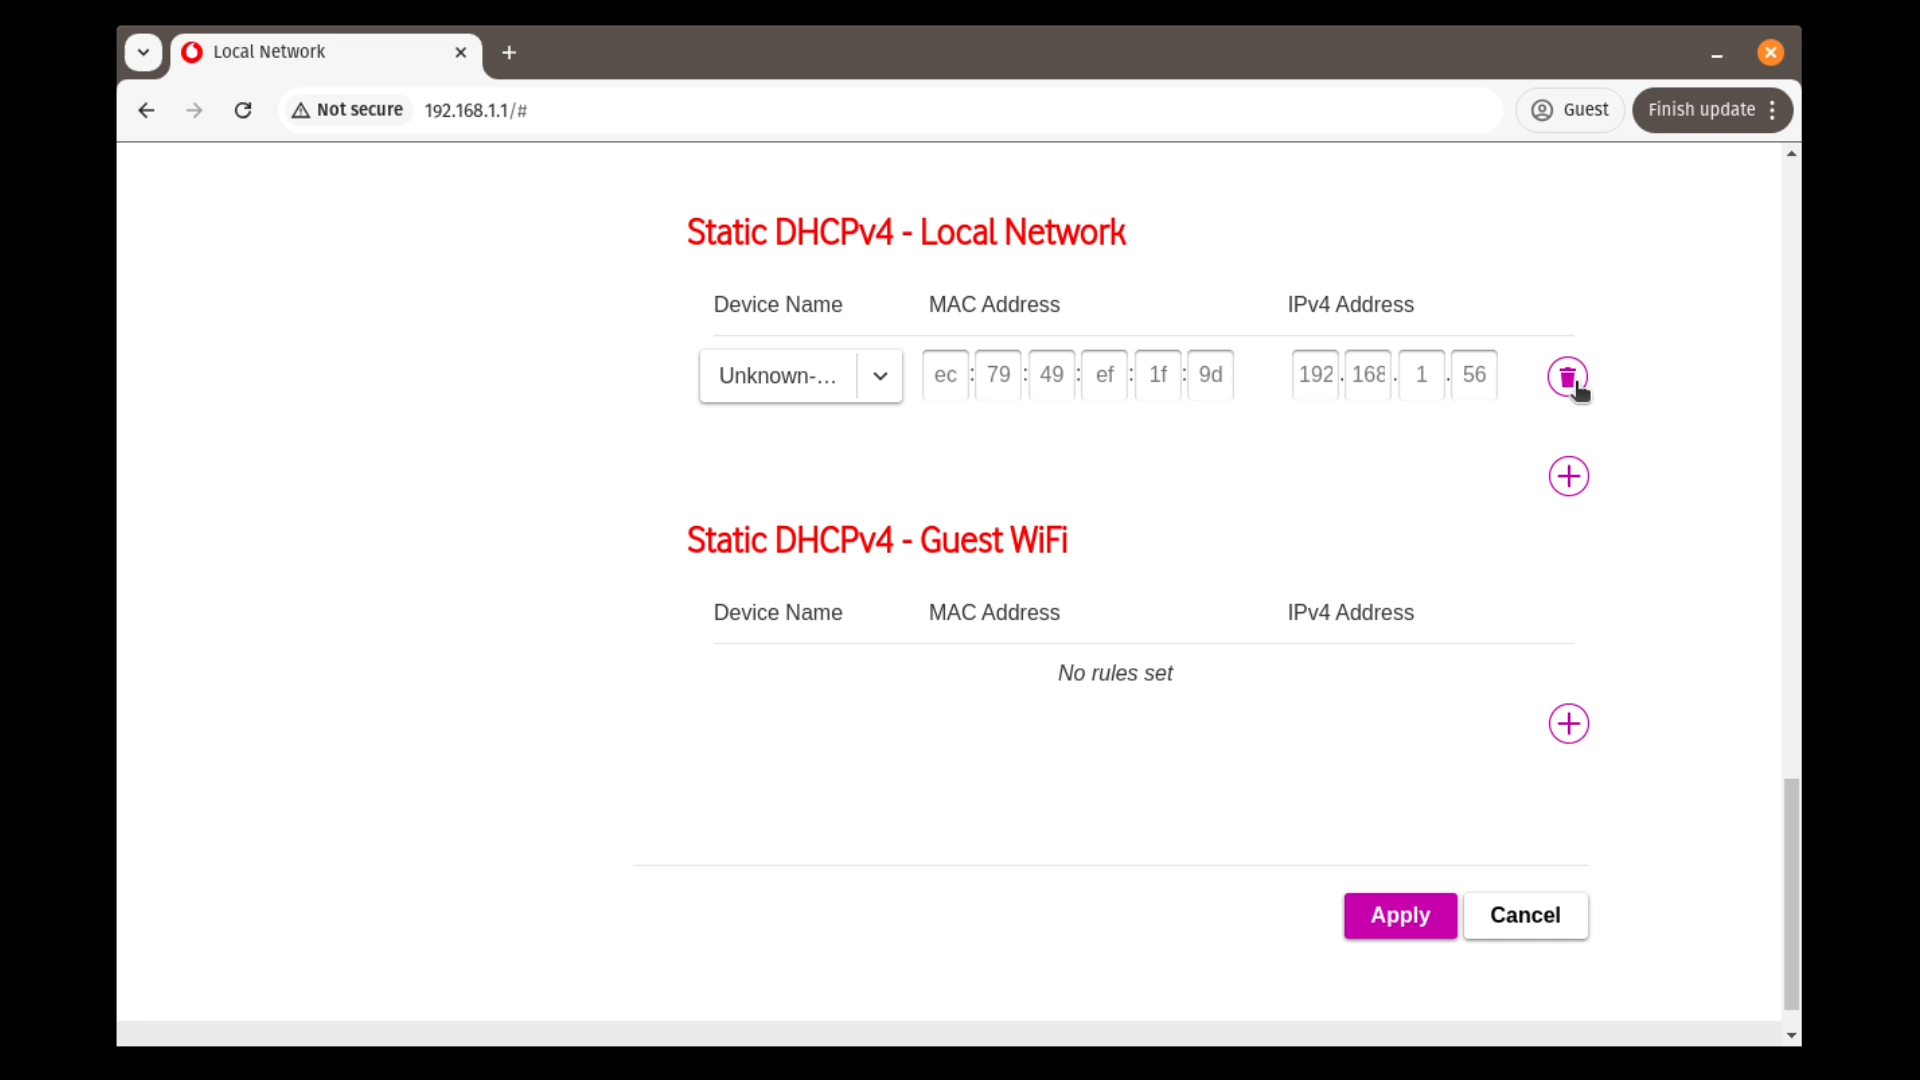 Local Network
Not secure 192.168.1.1/# Guest Finish update
Static DHCPv4 - Local Network
Device Name MAC Address IPv4 Address
Unknown-... ec : 79 : 49 : ef : 1f : 9d 192 . 168 . 1 . 56
Static DHCPv4 - Guest WiFi
Device Name MAC Address IPv4 Address
No rules set
Apply Cancel